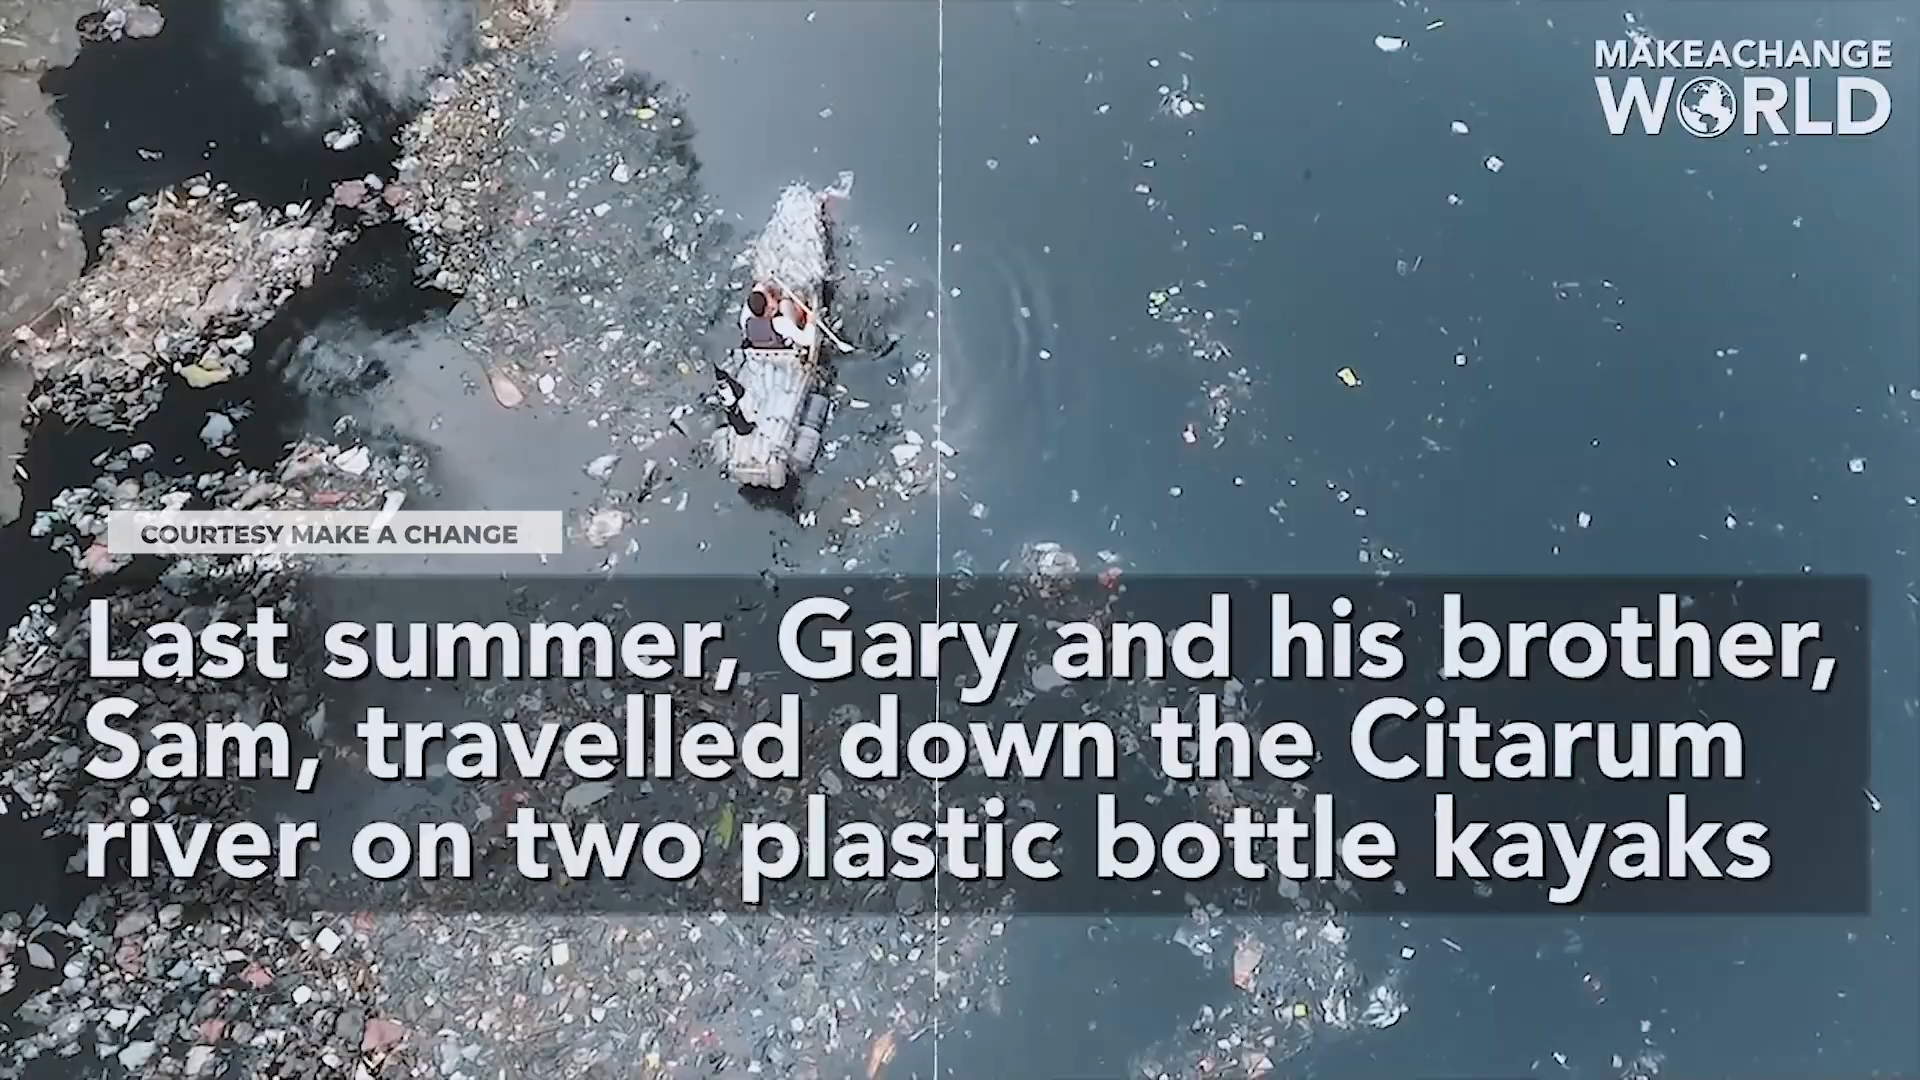 MAKEACHANGE
WORLD
COURTESY MAKE A CHANGE
Last summer, Gary and his brother,
Sam, travelled down the Citarum
river on two plastic bottle kayaks